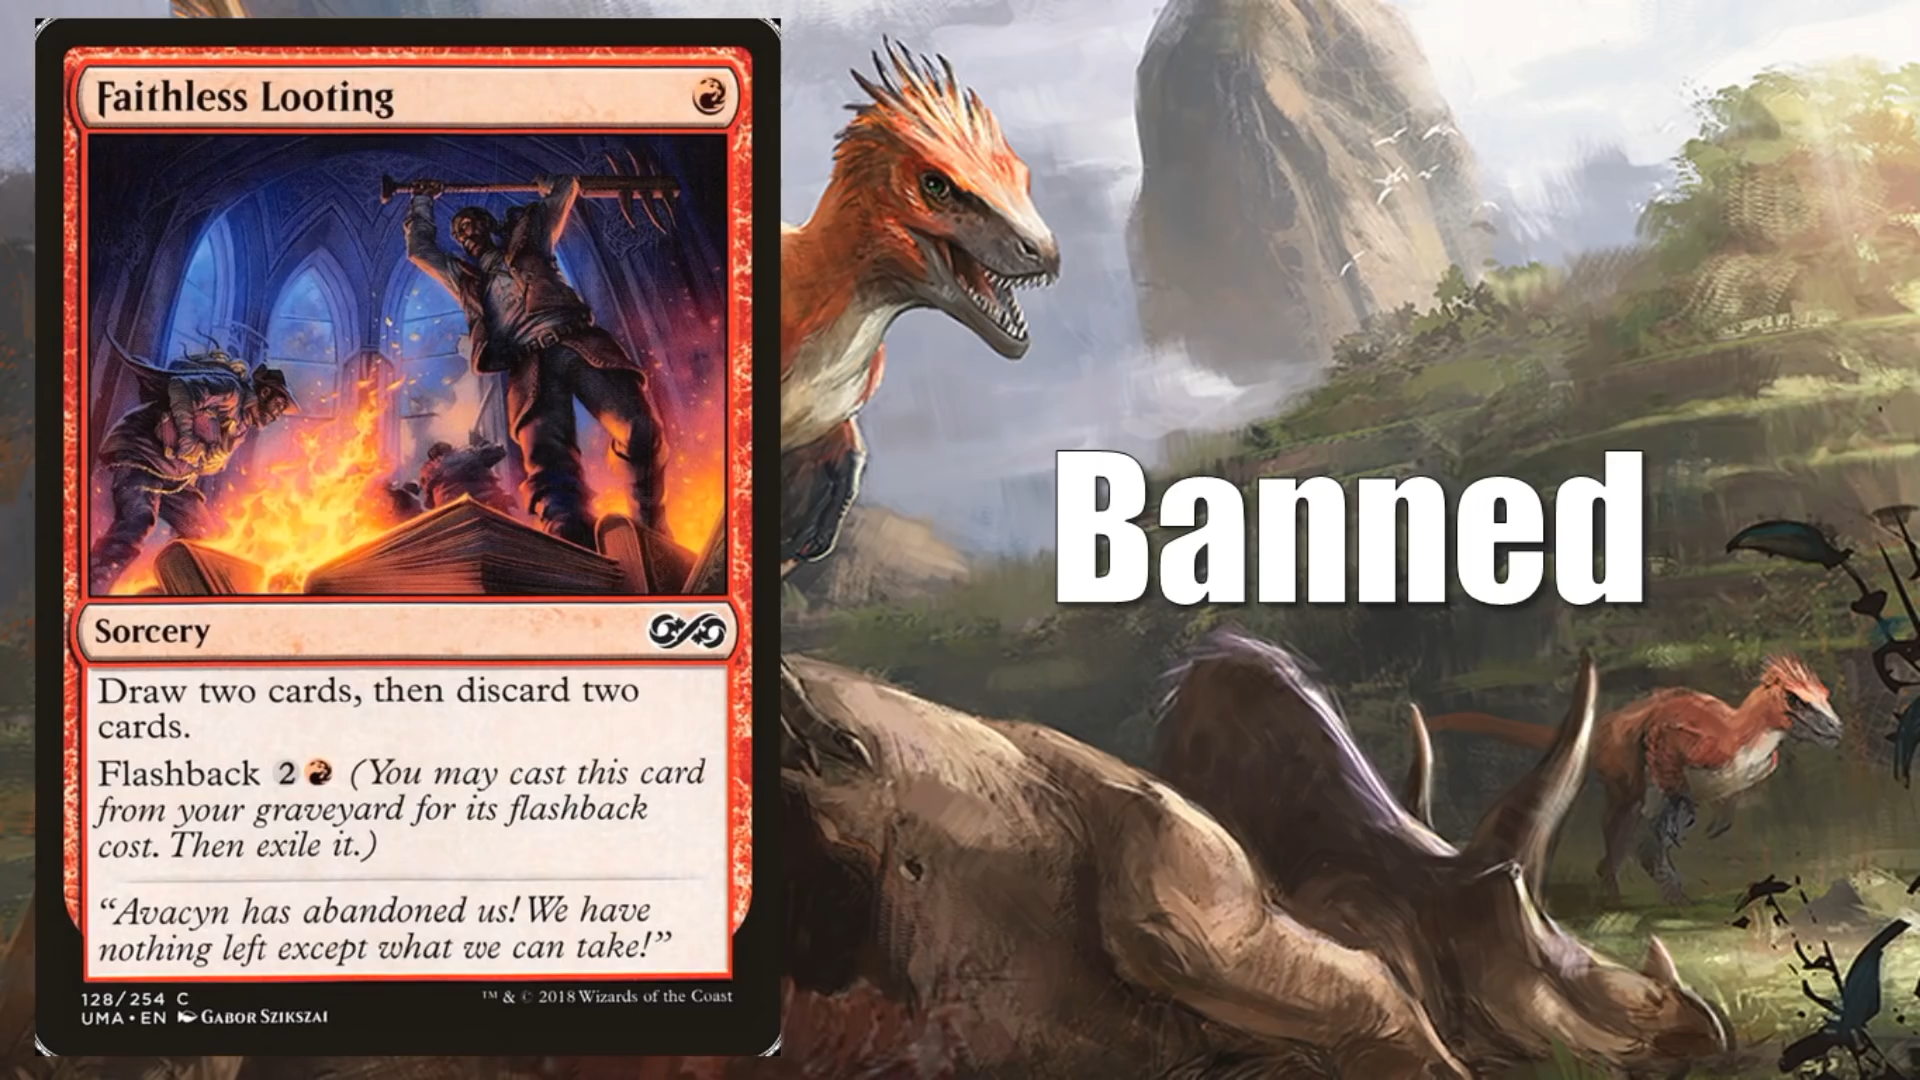 Faithless Looting
Banned
Sorcery
Draw two cards, then discard two
cards.
Flashback 2 (You may cast this card
from your graveyard for its flashback
cost. Then exile it.)
“Avacyn has abandoned us! We have
nothing left except what we can take!”
128/254 C
™ & © 2018 Wizards of the Coast
UMA • EN Gabor Szikszai